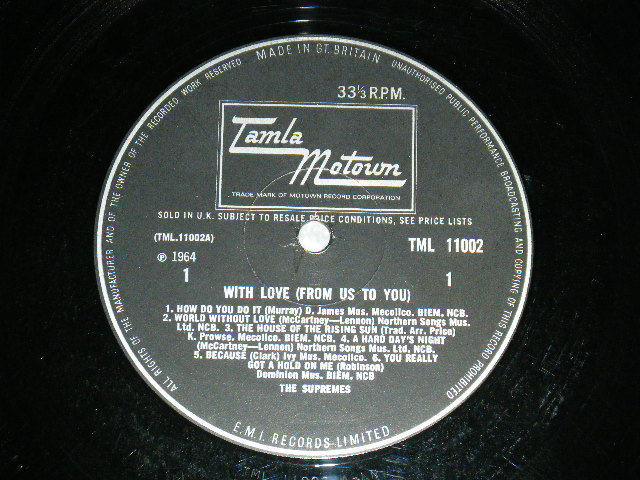 MADE IN GT. BRITAIN
ALL RIGHTS OF THE MANUFACTURER AND OF THE OWNER OF THE RECORDED WORK RESERVED
UNAUTHORISED PUBLIC PERFORMANCE BROADCASTING AND COPYING OF THIS RECORD PROHIBITED
33⅓ R.P.M.
Tamla
Motown
TRADE MARK OF MOTOWN RECORD CORPORATION
SOLD IN U.K. SUBJECT TO RESALE PRICE CONDITIONS, SEE PRICE LISTS
(TML.11002A)
TML 11002
℗ 1964
1
1
WITH LOVE (FROM US TO YOU)
1. HOW DO YOU DO IT (Murray) D. James Mus. Mecolico. BIEM. NCB.
2. WORLD WITHOUT LOVE (McCartney—Lennon) Northern Songs Mus.
Ltd. NCB. 3. THE HOUSE OF THE RISING SUN (Trad. Arr. Price)
K. Prowse. Mecolico. BIEM. NCB. 4. A HARD DAY'S NIGHT
(McCartney—Lennon) Northern Songs Mus. Ltd. NCB.
5. BECAUSE (Clark) Ivy Mus. Mecolico. 6. YOU REALLY
GOT A HOLD ON ME (Robinson)
Dominion Mus. BIEM. NCB
THE SUPREMES
E.M.I. RECORDS LIMITED